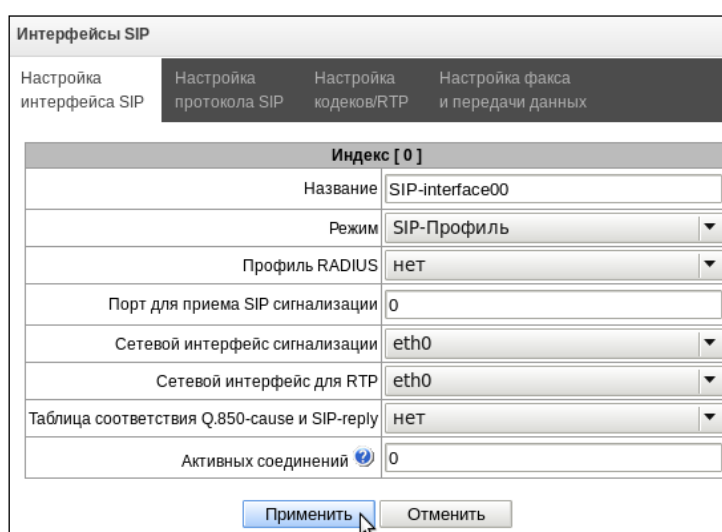 Интерфейсы SIP
Настройка
интерфейса SIP
Настройка
протокола SIP
Настройка
кодеков/RTP
Настройка факса
и передачи данных
Индекс [ 0 ]
Название SIP-interface00
Режим SIP-Профиль
Профиль RADIUS нет
Порт для приема SIP сигнализации 0
Сетевой интерфейс сигнализации eth0
Сетевой интерфейс для RTP eth0
Таблица соответствия Q.850-cause и SIP-reply нет
Активных соединений ? 0
Применить Отменить